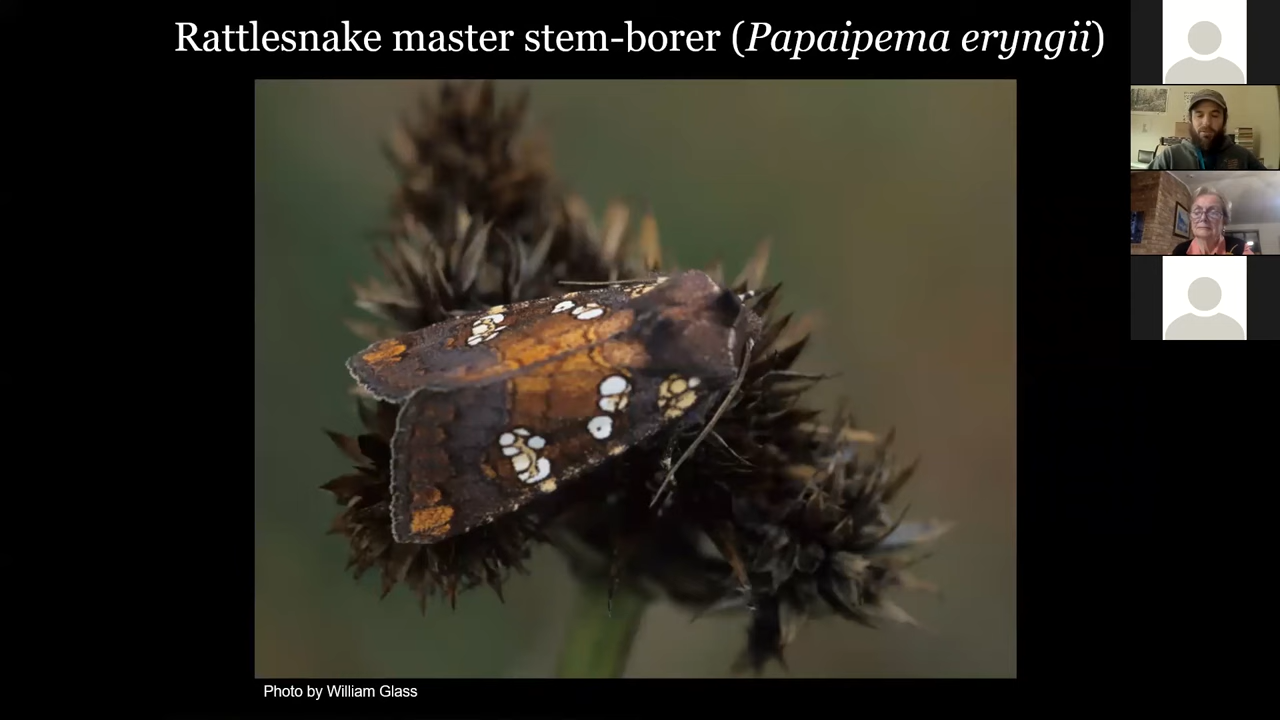 Rattlesnake master stem-borer (Papaipema eryngii)
Photo by William Glass